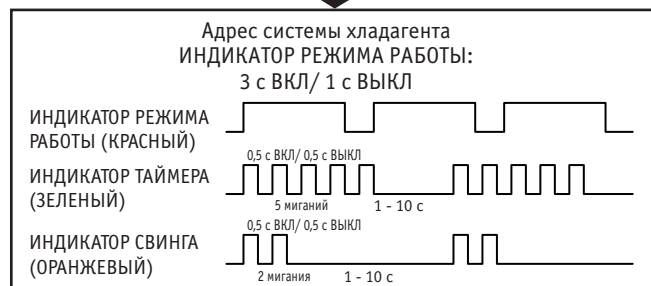 Адрес системы хладагента
ИНДИКАТОР РЕЖИМА РАБОТЫ:
3 с ВКЛ/ 1 с ВЫКЛ
ИНДИКАТОР РЕЖИМА
РАБОТЫ (КРАСНЫЙ)
0,5 с ВКЛ/ 0,5 с ВЫКЛ
ИНДИКАТОР ТАЙМЕРА
(ЗЕЛЕНЫЙ)
5 миганий 1 - 10 с
0,5 с ВКЛ/ 0,5 с ВЫКЛ
ИНДИКАТОР СВИНГА
(ОРАНЖЕВЫЙ)
2 мигания 1 - 10 с